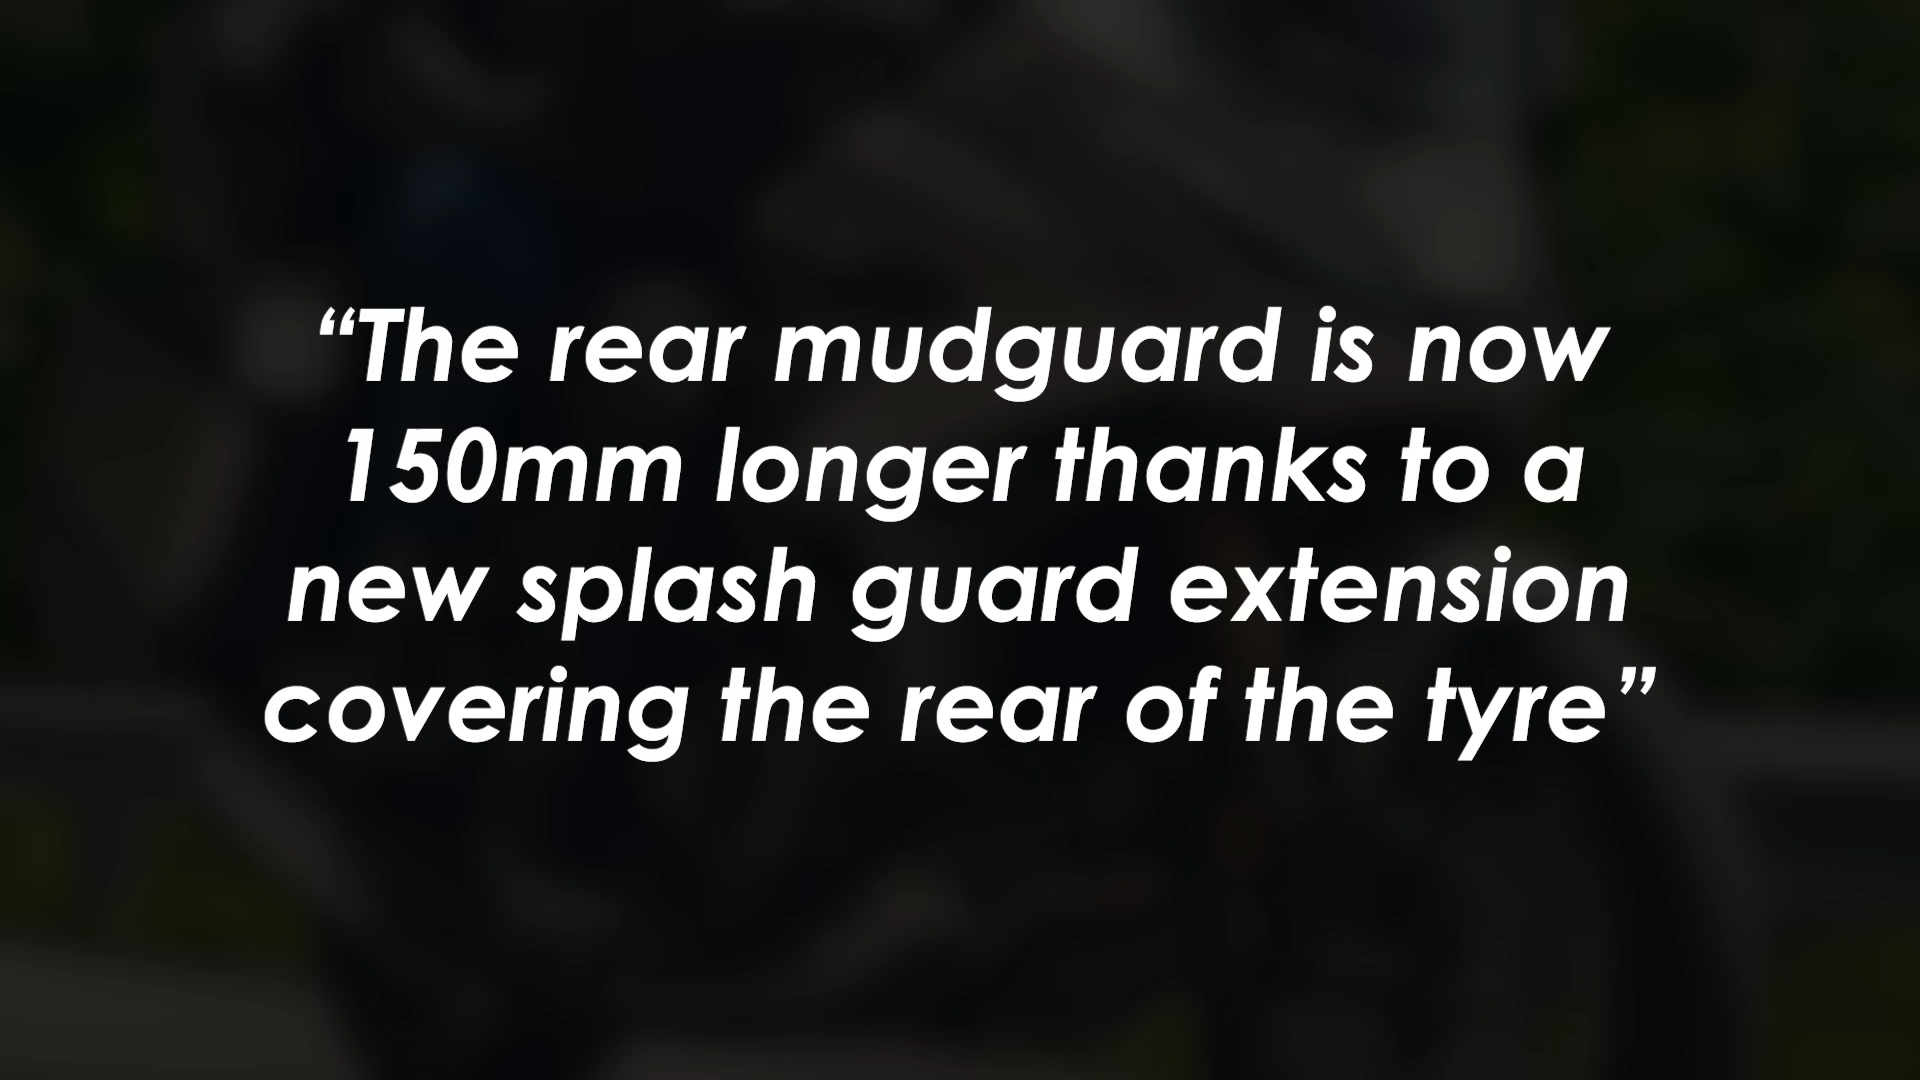 “The rear mudguard is now
150mm longer thanks to a
new splash guard extension
covering the rear of the tyre”